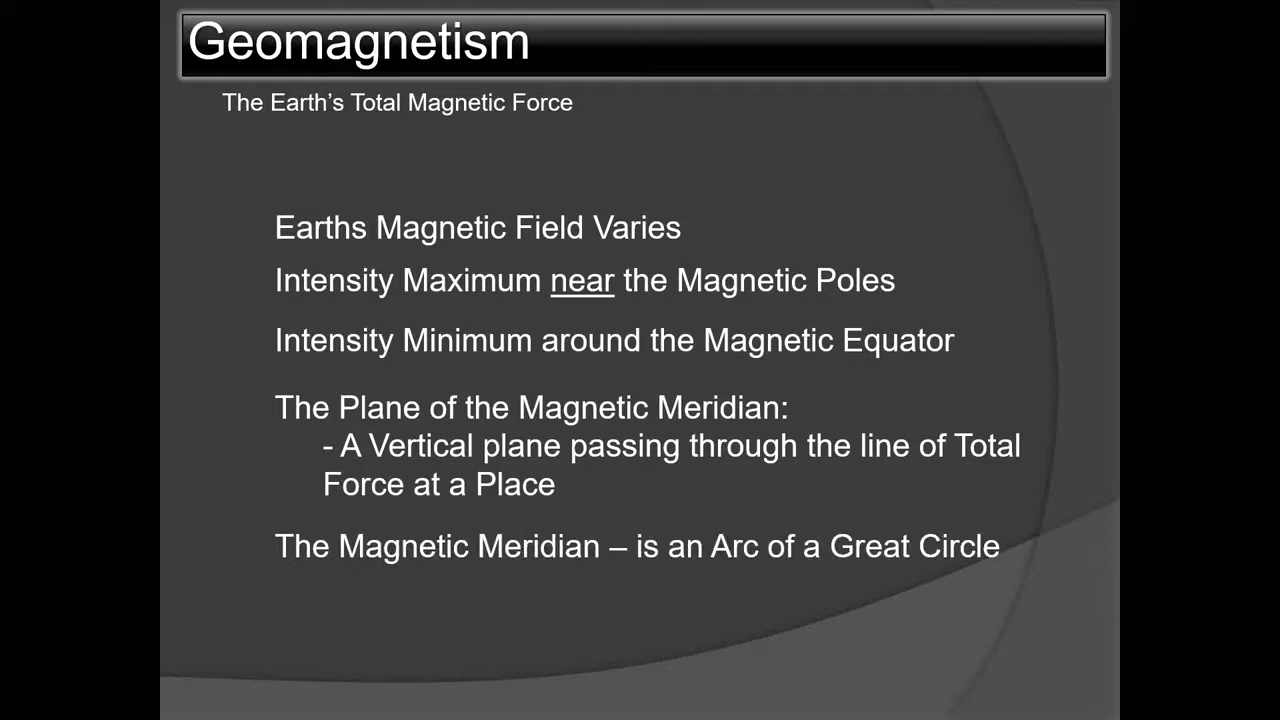 Geomagnetism
The Earth’s Total Magnetic Force
Earths Magnetic Field Varies
Intensity Maximum near the Magnetic Poles
Intensity Minimum around the Magnetic Equator
The Plane of the Magnetic Meridian:
- A Vertical plane passing through the line of Total
Force at a Place
The Magnetic Meridian – is an Arc of a Great Circle